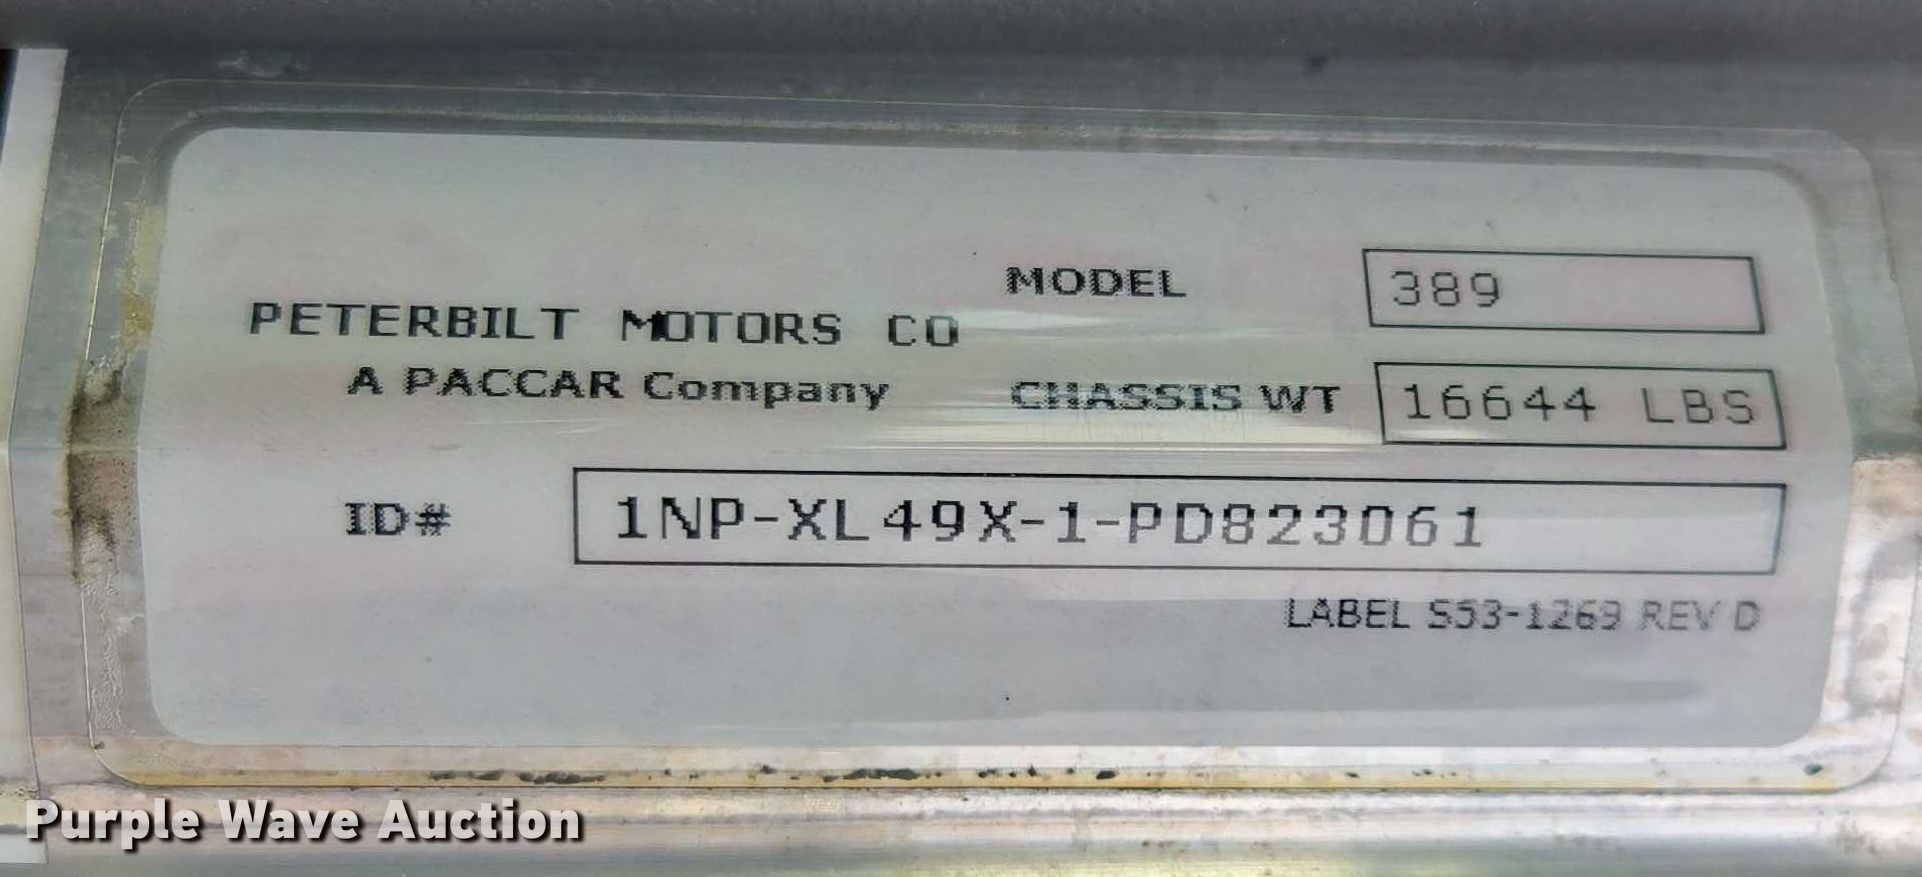 MODEL 389
PETERBILT MOTORS CO
A PACCAR Company
CHASSIS WT 16644 LBS
ID# 1NP-XL49X-1-PD823061
LABEL S53-1269 REV D
Purple Wave Auction